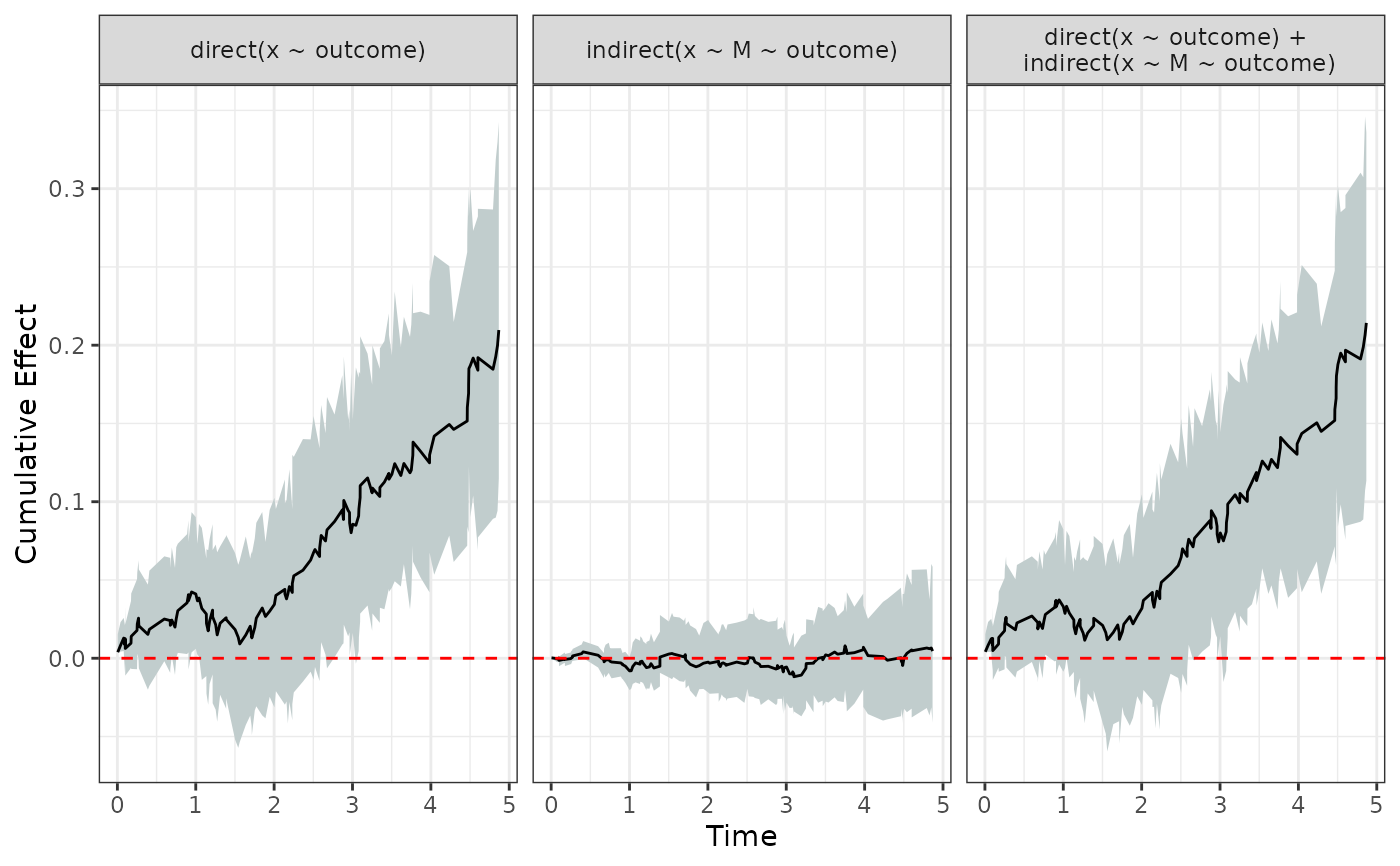 direct(x ~ outcome)
indirect(x ~ M ~ outcome)
direct(x ~ outcome) +
indirect(x ~ M ~ outcome)
Cumulative Effect
0.3
0.2
0.1
0.0
0 1 2 3 4 5
0 1 2 3 4 5
0 1 2 3 4 5
Time